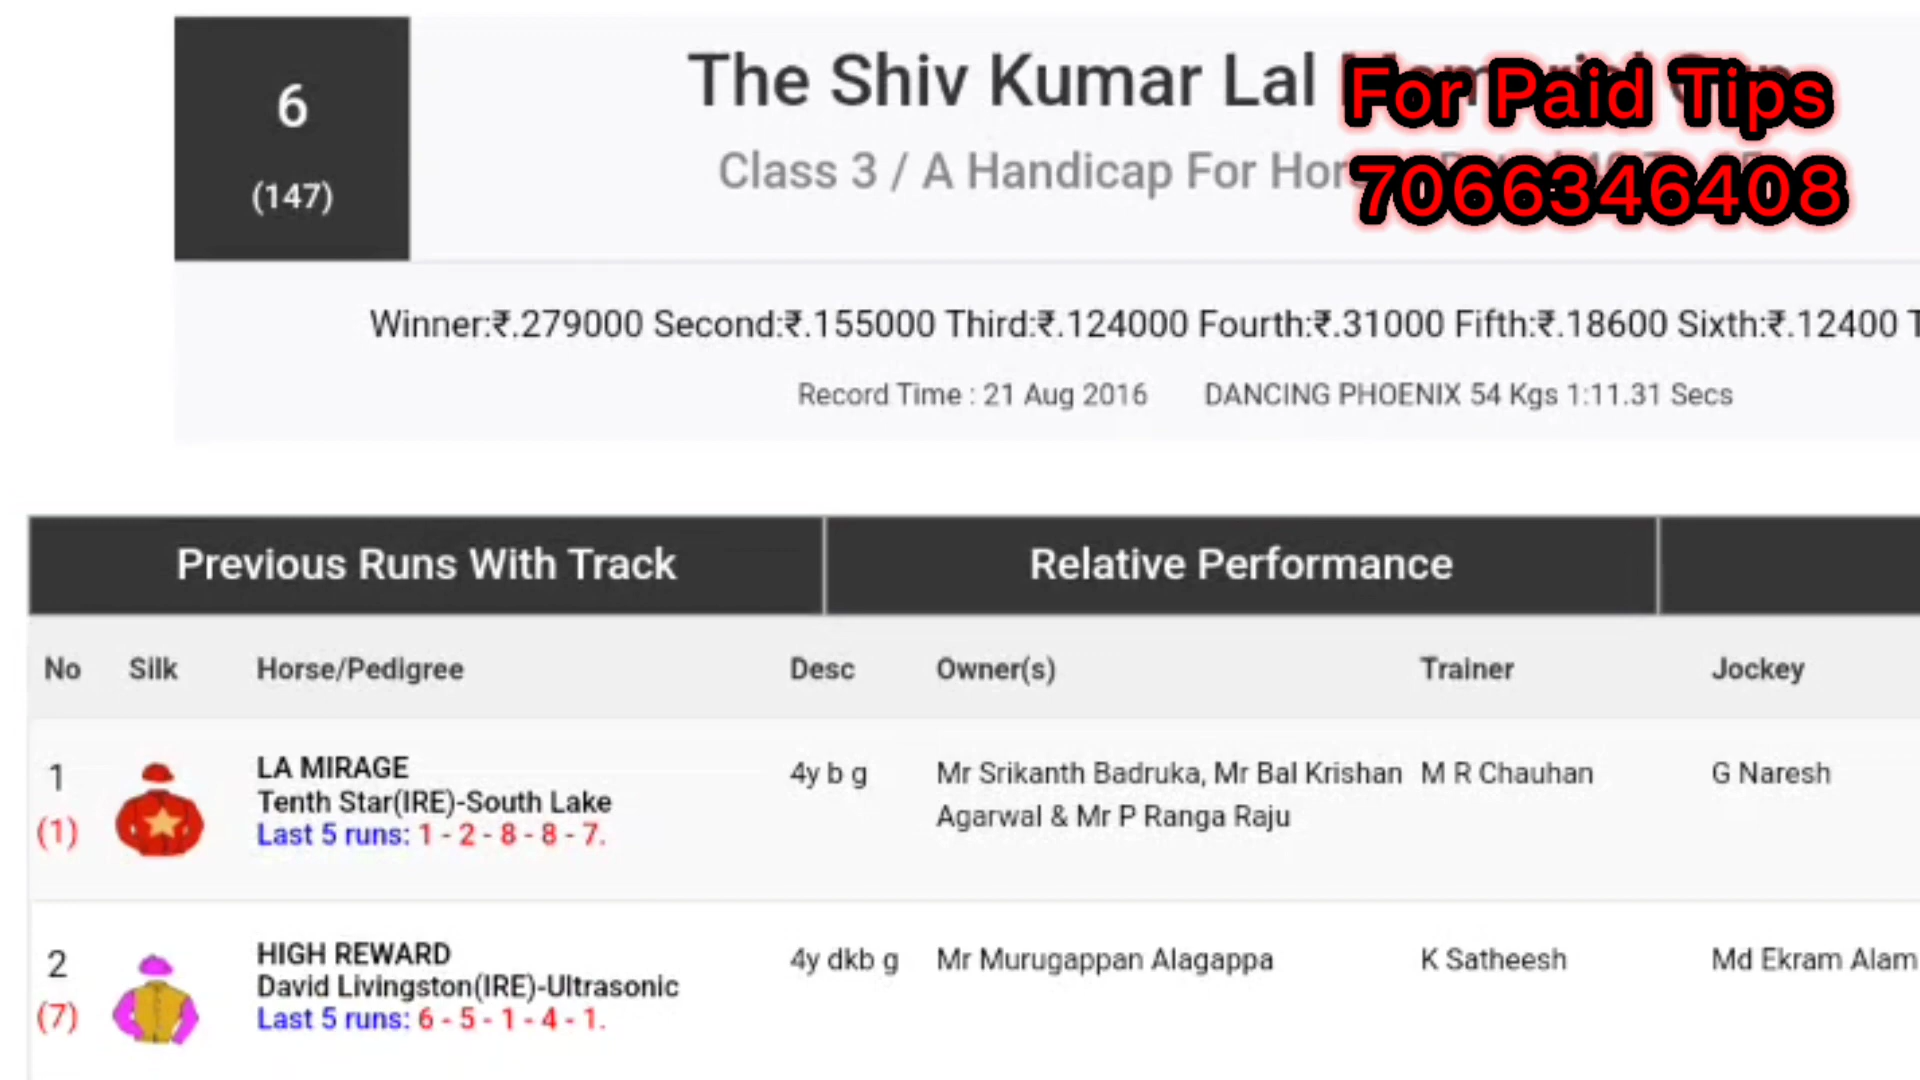 6
(147)
The Shiv Kumar Lal
For Paid Tips
Class 3 / A Handicap For
7066346408
Winner:₹.279000 Second:₹.155000 Third:₹.124000 Fourth:₹.31000 Fifth:₹.18600 Sixth:₹.12400
Record Time : 21 Aug 2016 DANCING PHOENIX 54 Kgs 1:11.31 Secs
Previous Runs With Track Relative Performance
No Silk Horse/Pedigree Desc Owner(s) Trainer Jockey
1 LA MIRAGE 4y b g Mr Srikanth Badruka, Mr Bal Krishan M R Chauhan G Naresh
Tenth Star(IRE)-South Lake Agarwal & Mr P Ranga Raju
(1) Last 5 runs: 1 - 2 - 8 - 8 - 7.
2 HIGH REWARD 4y dkb g Mr Murugappan Alagappa K Satheesh Md Ekram Alam
David Livingston(IRE)-Ultrasonic
(7) Last 5 runs: 6 - 5 - 1 - 4 - 1.